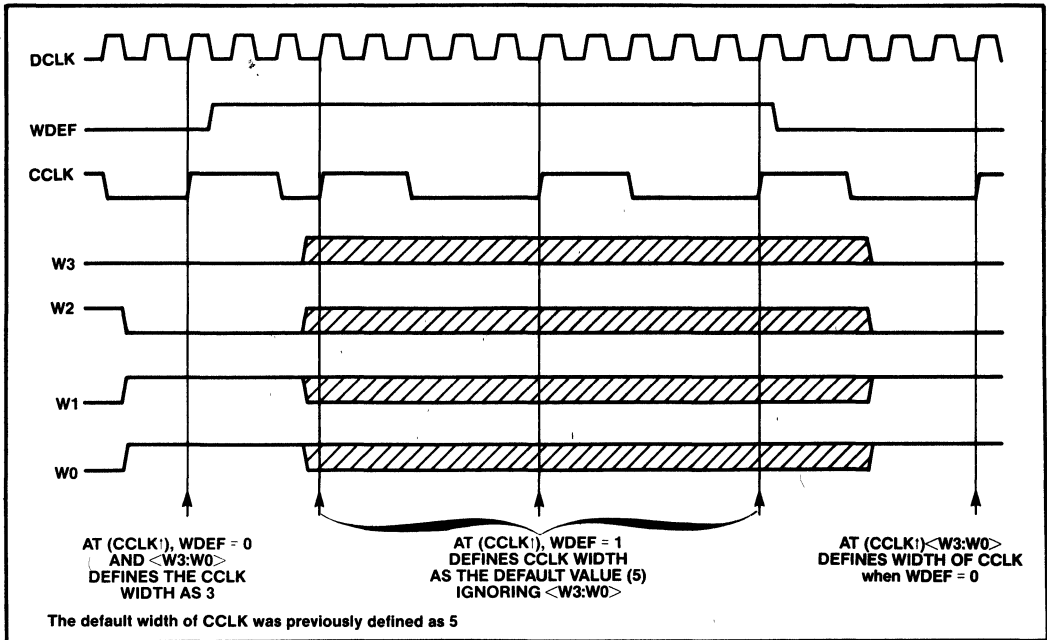 DCLK
WDEF
CCLK
W3
W2
W1
W0
AT (CCLK↑), WDEF = 0
AND <W3:W0>
DEFINES THE CCLK
WIDTH AS 3
AT (CCLK↑), WDEF = 1
DEFINES CCLK WIDTH
AS THE DEFAULT VALUE (5)
IGNORING <W3:W0>
AT (CCLK↑)<W3:W0>
DEFINES WIDTH OF CCLK
when WDEF = 0
The default width of CCLK was previously defined as 5